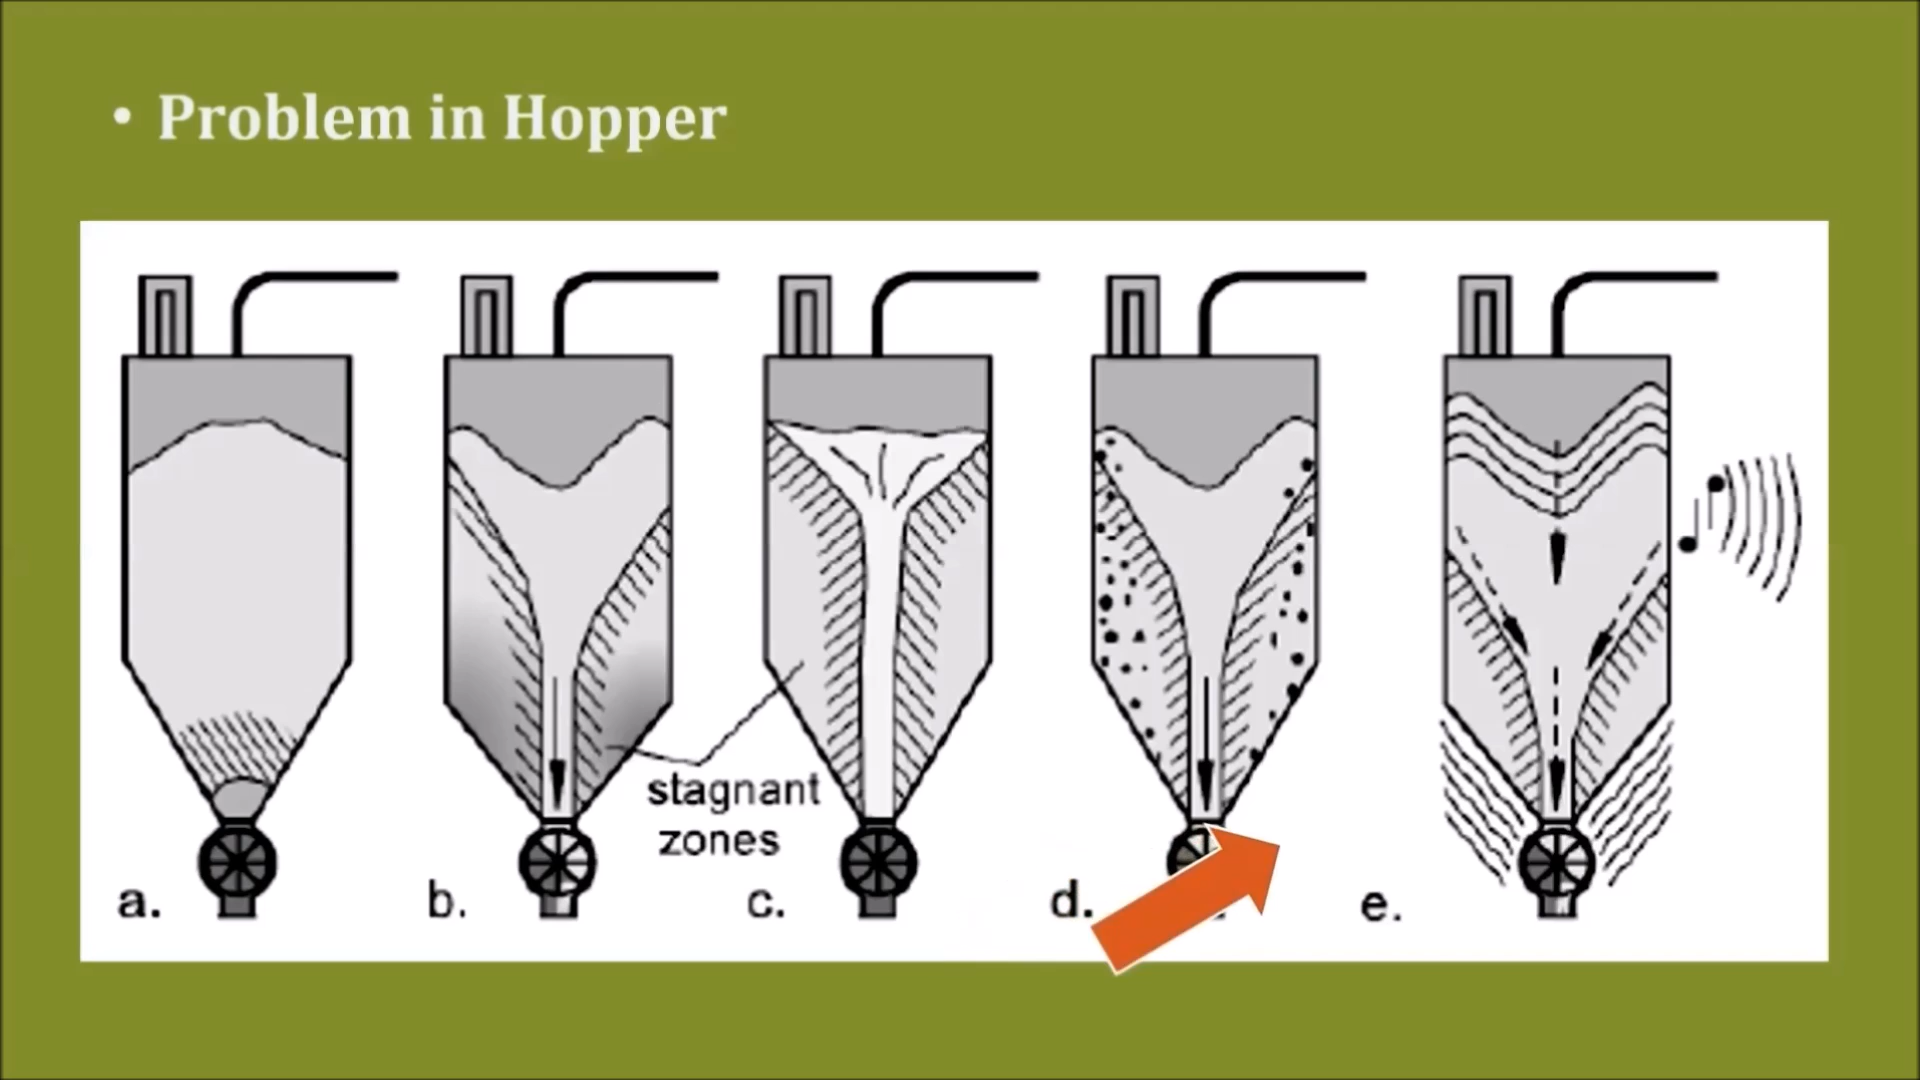 • Problem in Hopper
stagnant
zones
a.
b.
c.
d.
e.